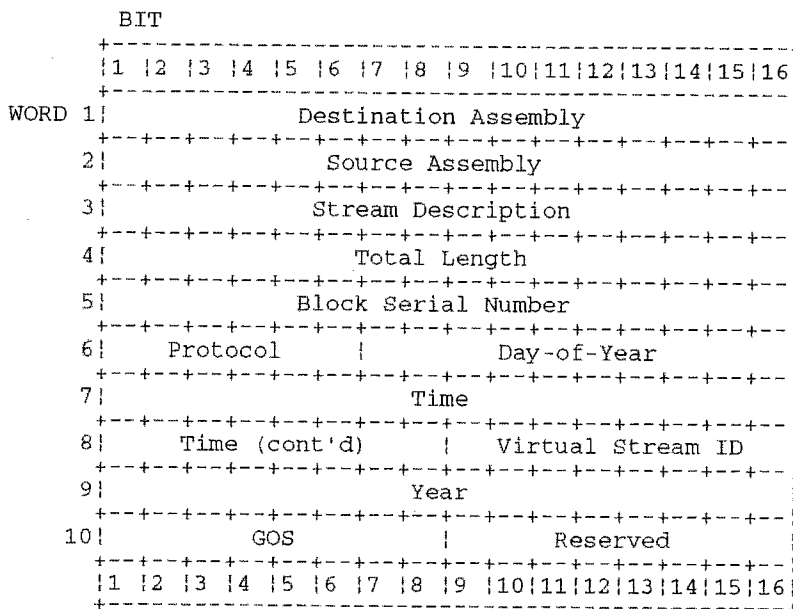 BIT
+------------------------------------------------
¦1 ¦2 ¦3 ¦4 ¦5 ¦6 ¦7 ¦8 ¦9 ¦10¦11¦12¦13¦14¦15¦16
+------------------------------------------------
WORD 1¦ Destination Assembly
+--+--+--+--+--+--+--+--+--+--+--+--+--+--+--+--
2¦ Source Assembly
+--+--+--+--+--+--+--+--+--+--+--+--+--+--+--+--
3¦ Stream Description
+--+--+--+--+--+--+--+--+--+--+--+--+--+--+--+--
4¦ Total Length
+--+--+--+--+--+--+--+--+--+--+--+--+--+--+--+--
5¦ Block Serial Number
+--+--+--+--+--+--+--+--+--+--+--+--+--+--+--+--
6¦ Protocol ¦ Day-of-Year
+--+--+--+--+--+--+--+--+--+--+--+--+--+--+--+--
7¦ Time
+--+--+--+--+--+--+--+--+--+--+--+--+--+--+--+--
8¦ Time (cont'd) ¦ Virtual Stream ID
+--+--+--+--+--+--+--+--+--+--+--+--+--+--+--+--
9¦ Year
+--+--+--+--+--+--+--+--+--+--+--+--+--+--+--+--
10¦ GOS ¦ Reserved
+--+--+--+--+--+--+--+--+--+--+--+--+--+--+--+--
¦1 ¦2 ¦3 ¦4 ¦5 ¦6 ¦7 ¦8 ¦9 ¦10¦11¦12¦13¦14¦15¦16¦
+------------------------------------------------